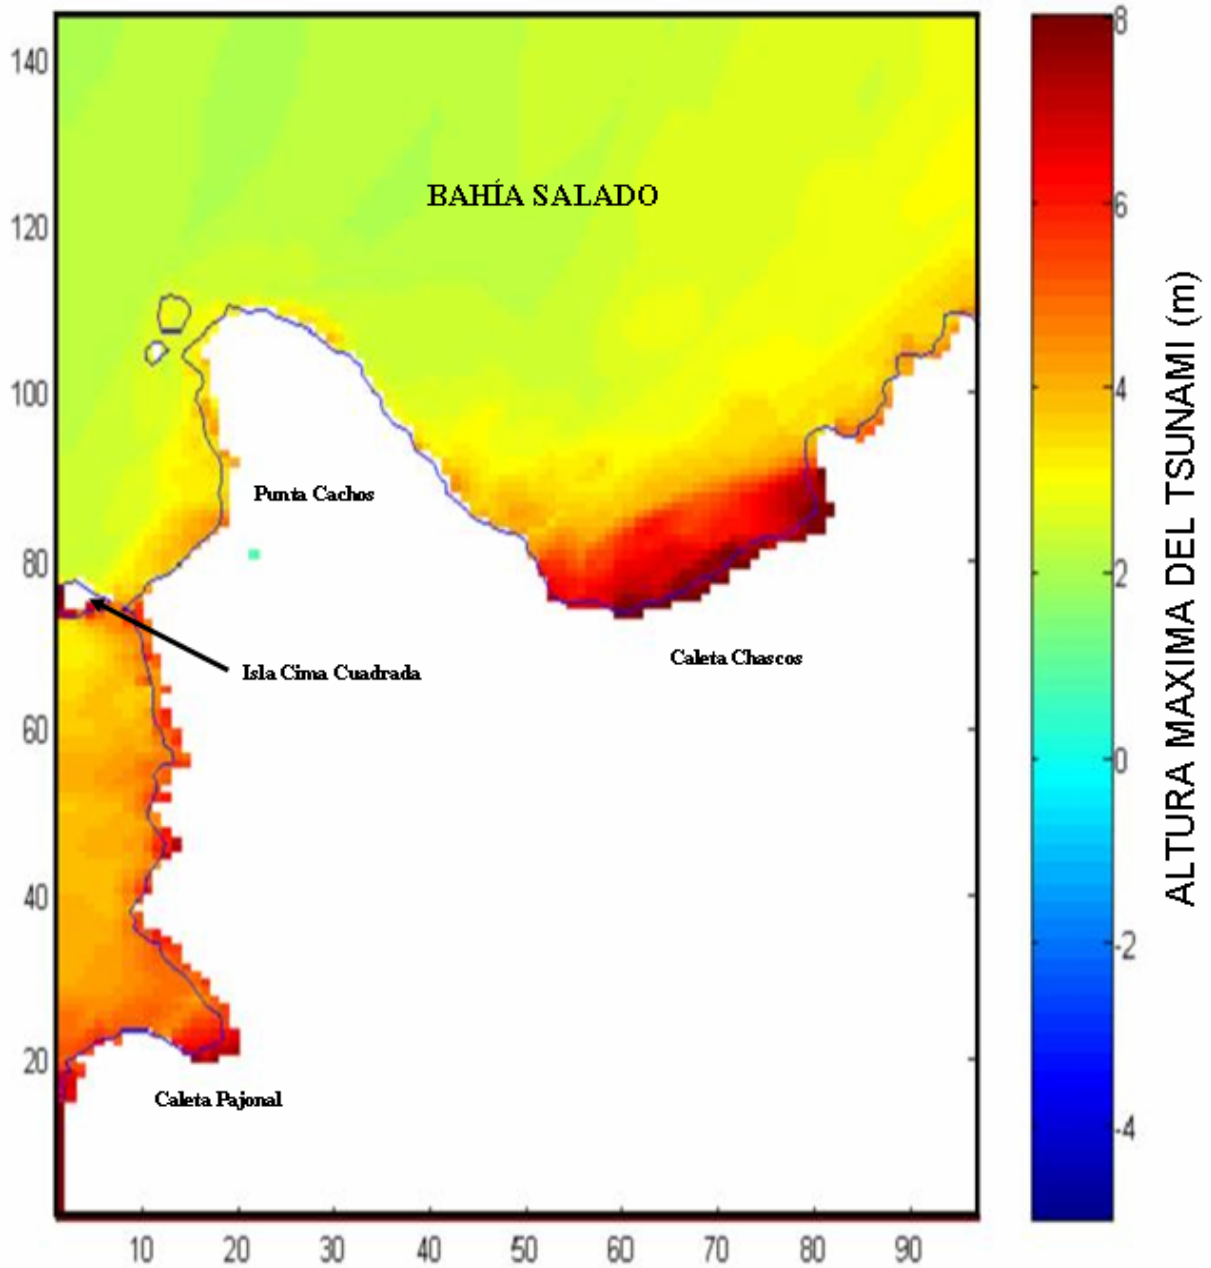 140
120
100
80
60
40
20
10 20 30 40 50 60 70 80 90
BAHÍA SALADO
Punta Cachos
Isla Cima Cuadrada
Caleta Chascos
Caleta Pajonal
8
6
4
2
0
-2
-4
ALTURA MAXIMA DEL TSUNAMI (m)